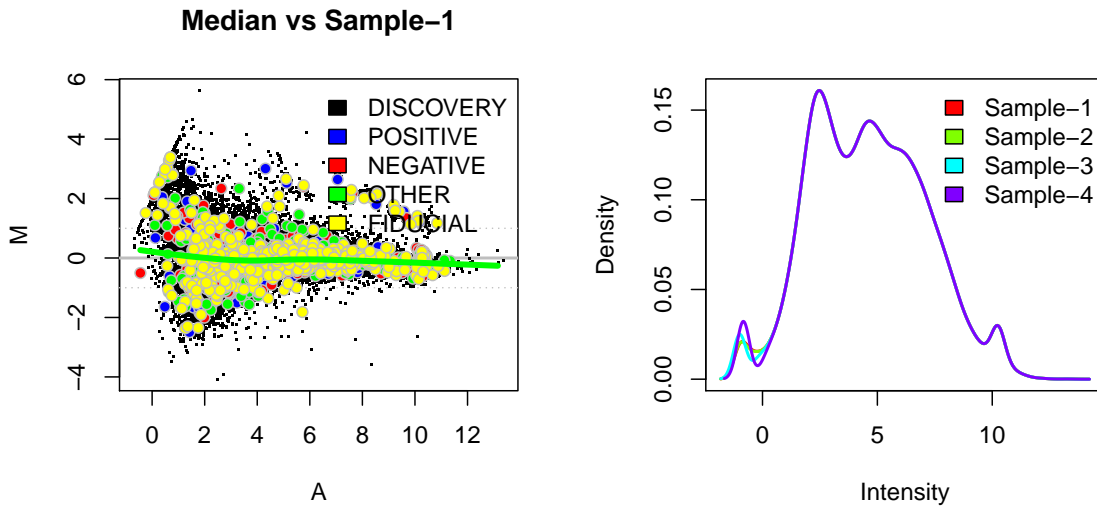 Median vs Sample−1
M
6
4
2
0
−2
−4
DISCOVERY
POSITIVE
NEGATIVE
OTHER
FIDUCIAL
0 2 4 6 8 10 12
A
Density
0.15
0.10
0.05
0.00
Sample−1
Sample−2
Sample−3
Sample−4
0 5 10
Intensity